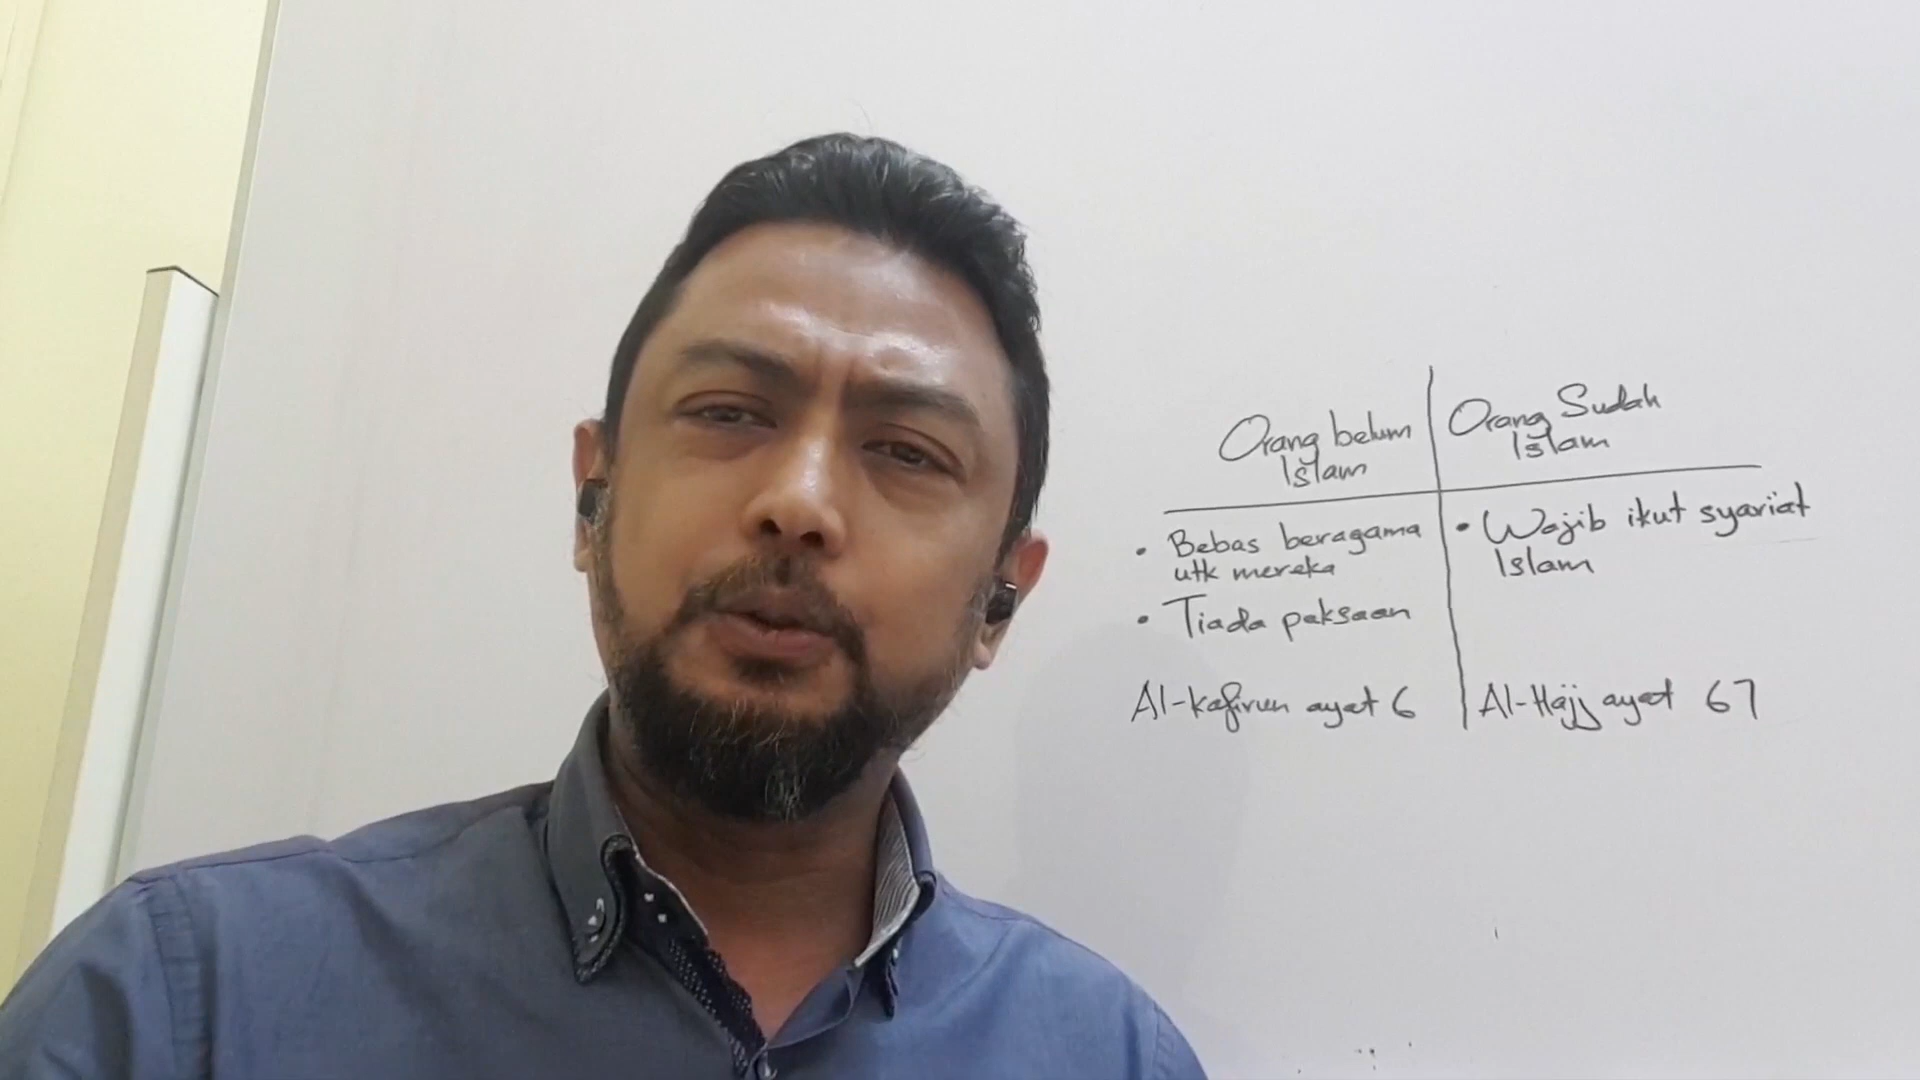 Orang belum
Islam
Orang Sudah
Islam
• Bebas beragama
utk mereka
• Tiada paksaan
Al-kafirun ayat 6
• Wajib ikut syariat
Islam
Al-Hajj ayat 67